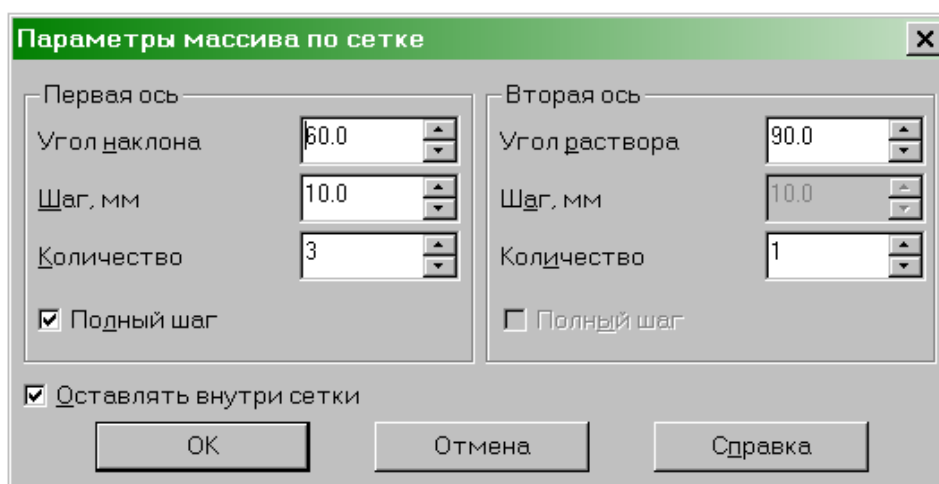 Параметры массива по сетке
Первая ось
Вторая ось
Угол наклона 60.0
Угол раствора 90.0
Шаг, мм 10.0
Шаг, мм 10.0
Количество 3
Количество 1
Полный шаг
Полный шаг
Оставлять внутри сетки
OK
Отмена
Справка